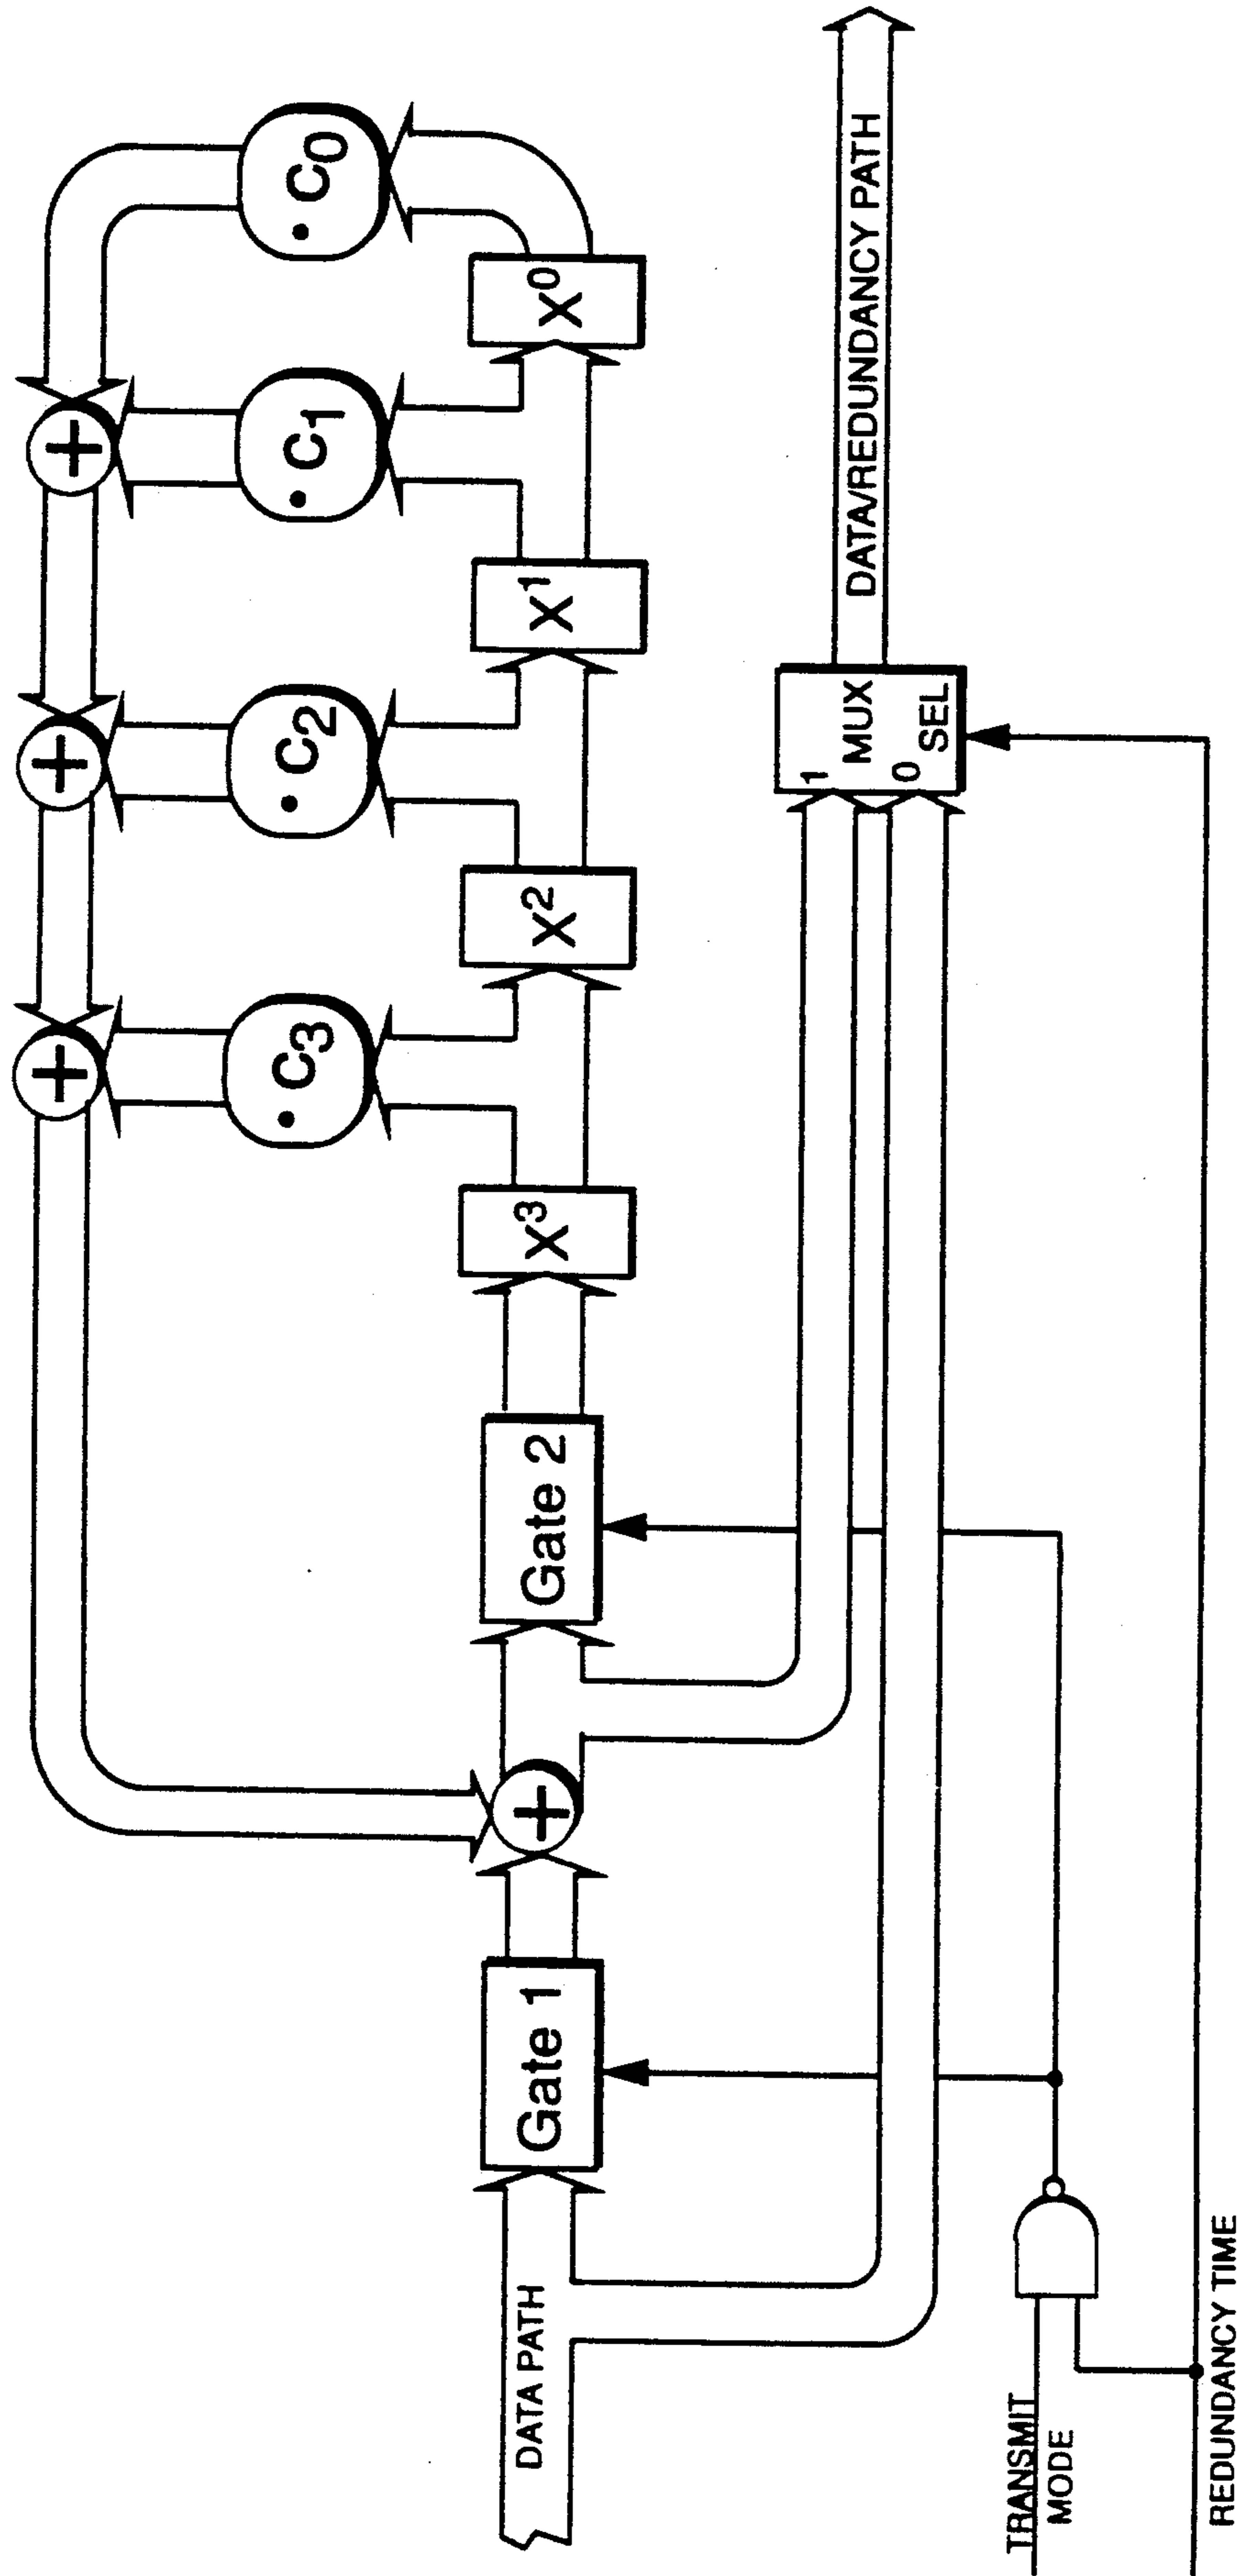 DATA PATH
Gate 1
+
Gate 2
X³
X²
X¹
X⁰
• C₃
• C₂
• C₁
• C₀
+
+
+
1
MUX
0
SEL
DATA/REDUNDANCY PATH
TRANSMIT
MODE
REDUNDANCY TIME